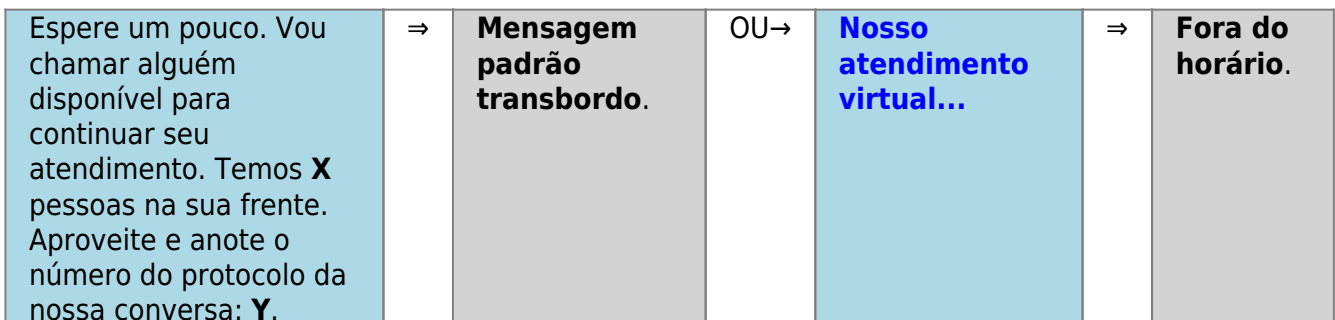 Espere um pouco. Vou
chamar alguém
disponível para
continuar seu
atendimento. Temos X
pessoas na sua frente.
Aproveite e anote o
número do protocolo da
nossa conversa: Y.
⇒
Mensagem
padrão
transbordo.
OU→
Nosso
atendimento
virtual...
⇒
Fora do
horário.